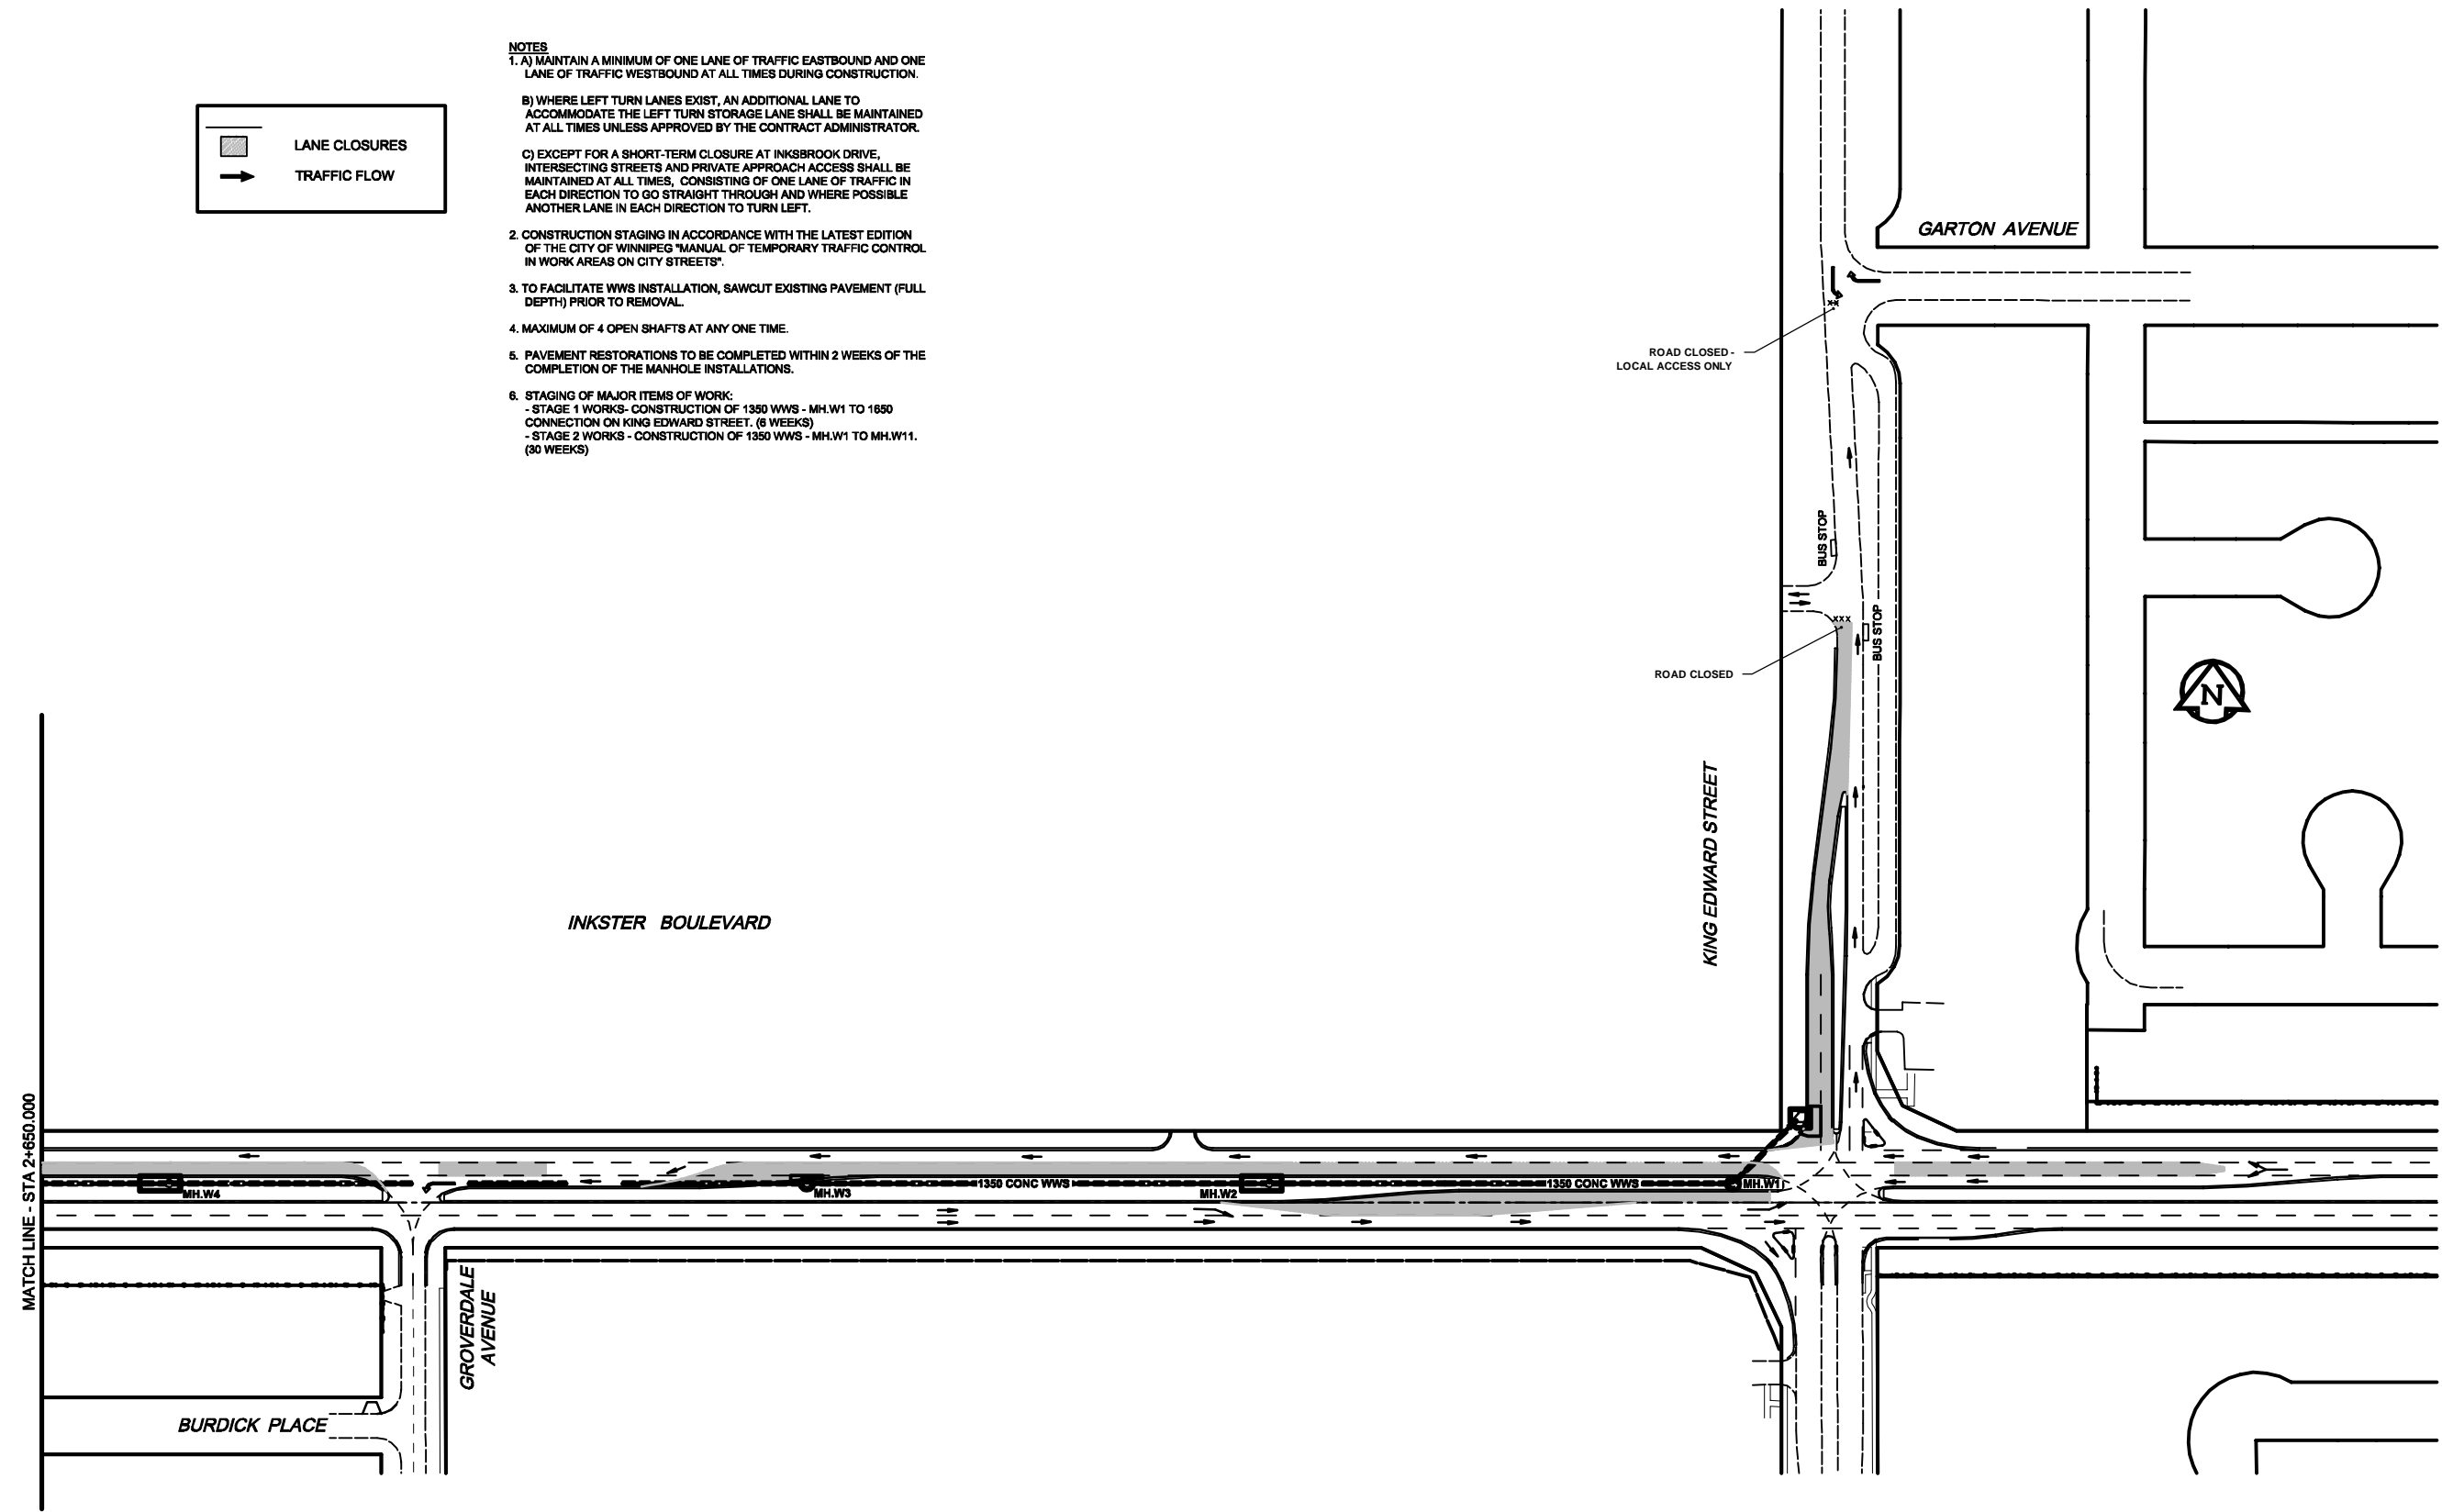 NOTES
1. A) MAINTAIN A MINIMUM OF ONE LANE OF TRAFFIC EASTBOUND AND ONE
LANE OF TRAFFIC WESTBOUND AT ALL TIMES DURING CONSTRUCTION.
B) WHERE LEFT TURN LANES EXIST, AN ADDITIONAL LANE TO
ACCOMMODATE THE LEFT TURN STORAGE LANE SHALL BE MAINTAINED
AT ALL TIMES UNLESS APPROVED BY THE CONTRACT ADMINISTRATOR.
C) EXCEPT FOR A SHORT-TERM CLOSURE AT INKSBROOK DRIVE,
INTERSECTING STREETS AND PRIVATE APPROACH ACCESS SHALL BE
MAINTAINED AT ALL TIMES, CONSISTING OF ONE LANE OF TRAFFIC IN
EACH DIRECTION TO GO STRAIGHT THROUGH AND WHERE POSSIBLE
ANOTHER LANE IN EACH DIRECTION TO TURN LEFT.
2. CONSTRUCTION STAGING IN ACCORDANCE WITH THE LATEST EDITION
OF THE CITY OF WINNIPEG "MANUAL OF TEMPORARY TRAFFIC CONTROL
IN WORK AREAS ON CITY STREETS".
3. TO FACILITATE WWS INSTALLATION, SAWCUT EXISTING PAVEMENT (FULL
DEPTH) PRIOR TO REMOVAL.
4. MAXIMUM OF 4 OPEN SHAFTS AT ANY ONE TIME.
5. PAVEMENT RESTORATIONS TO BE COMPLETED WITHIN 2 WEEKS OF THE
COMPLETION OF THE MANHOLE INSTALLATIONS.
6. STAGING OF MAJOR ITEMS OF WORK:
- STAGE 1 WORKS- CONSTRUCTION OF 1350 WWS - MH.W1 TO 1650
CONNECTION ON KING EDWARD STREET. (6 WEEKS)
- STAGE 2 WORKS - CONSTRUCTION OF 1350 WWS - MH.W1 TO MH.W11.
(30 WEEKS)
LANE CLOSURES
TRAFFIC FLOW
GARTON AVENUE
xx
ROAD CLOSED -
LOCAL ACCESS ONLY
BUS STOP
BUS STOP
xxx
ROAD CLOSED
N
KING EDWARD STREET
INKSTER BOULEVARD
MATCH LINE - STA 2+650.000
MH.W4
MH.W3
1350 CONC WWS
MH.W2
1350 CONC WWS
MH.W1
GROVERDALE
AVENUE
BURDICK PLACE